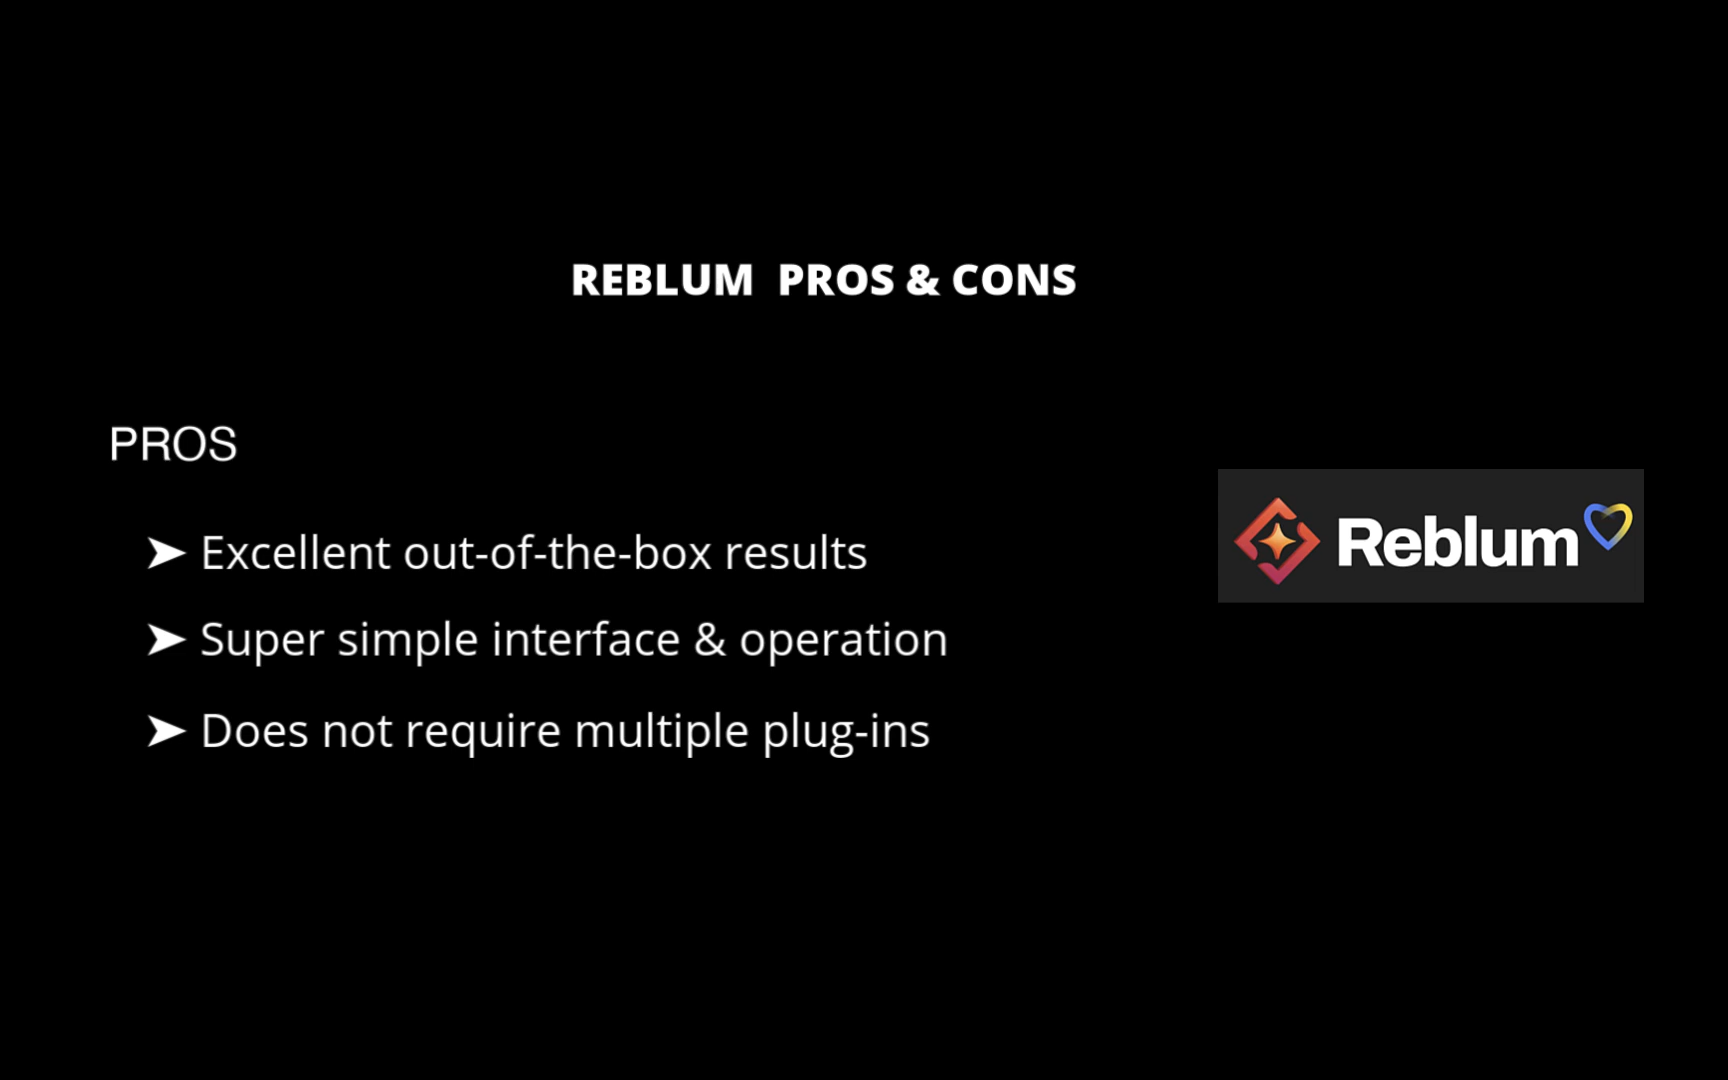 REBLUM PROS & CONS
PROS
➤ Excellent out-of-the-box results
➤ Super simple interface & operation
➤ Does not require multiple plug-ins
Reblum